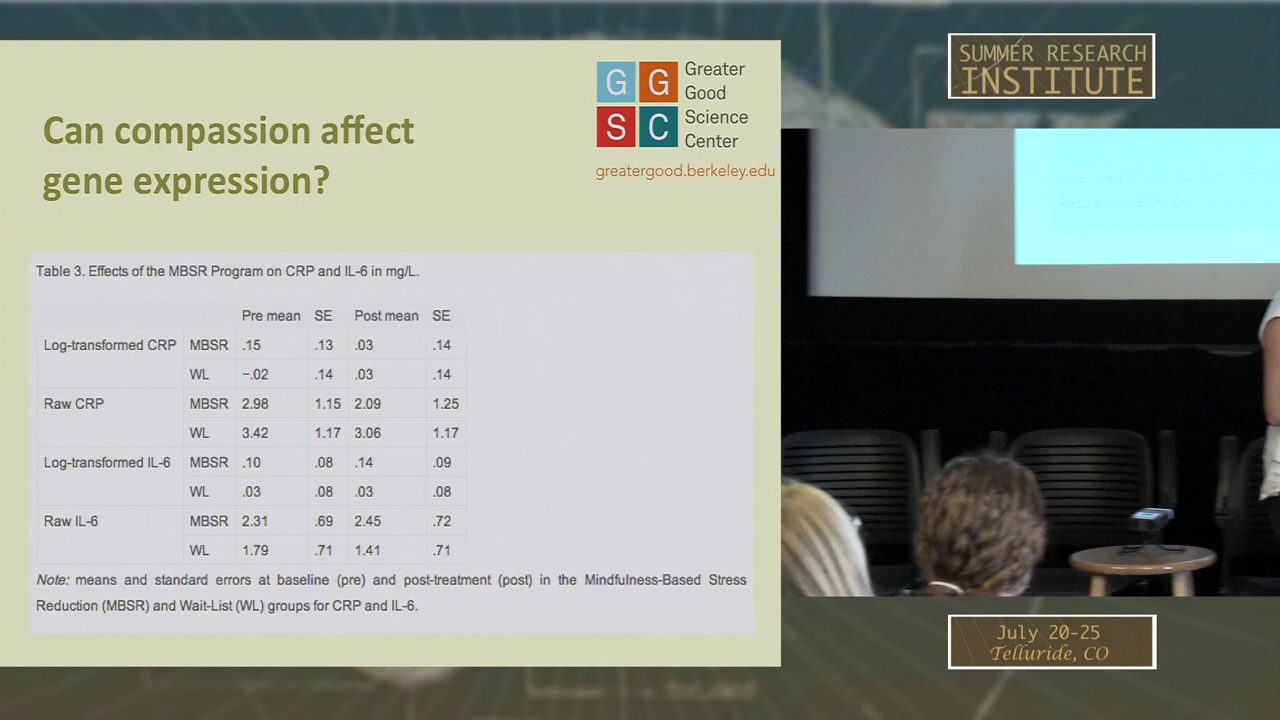 Can compassion affect
gene expression?
G G
S C
Greater
Good
Science
Center
greatergood.berkeley.edu
Table 3. Effects of the MBSR Program on CRP and IL-6 in mg/L.
Pre mean SE Post mean SE
Log-transformed CRP MBSR .15 .13 .03 .14
WL −.02 .14 .03 .14
Raw CRP MBSR 2.98 1.15 2.09 1.25
WL 3.42 1.17 3.06 1.17
Log-transformed IL-6 MBSR .10 .08 .14 .09
WL .03 .08 .03 .08
Raw IL-6 MBSR 2.31 .69 2.45 .72
WL 1.79 .71 1.41 .71
Note: means and standard errors at baseline (pre) and post-treatment (post) in the Mindfulness-Based Stress
Reduction (MBSR) and Wait-List (WL) groups for CRP and IL-6.
SUMMER RESEARCH
INSTITUTE
July 20-25
Telluride, CO